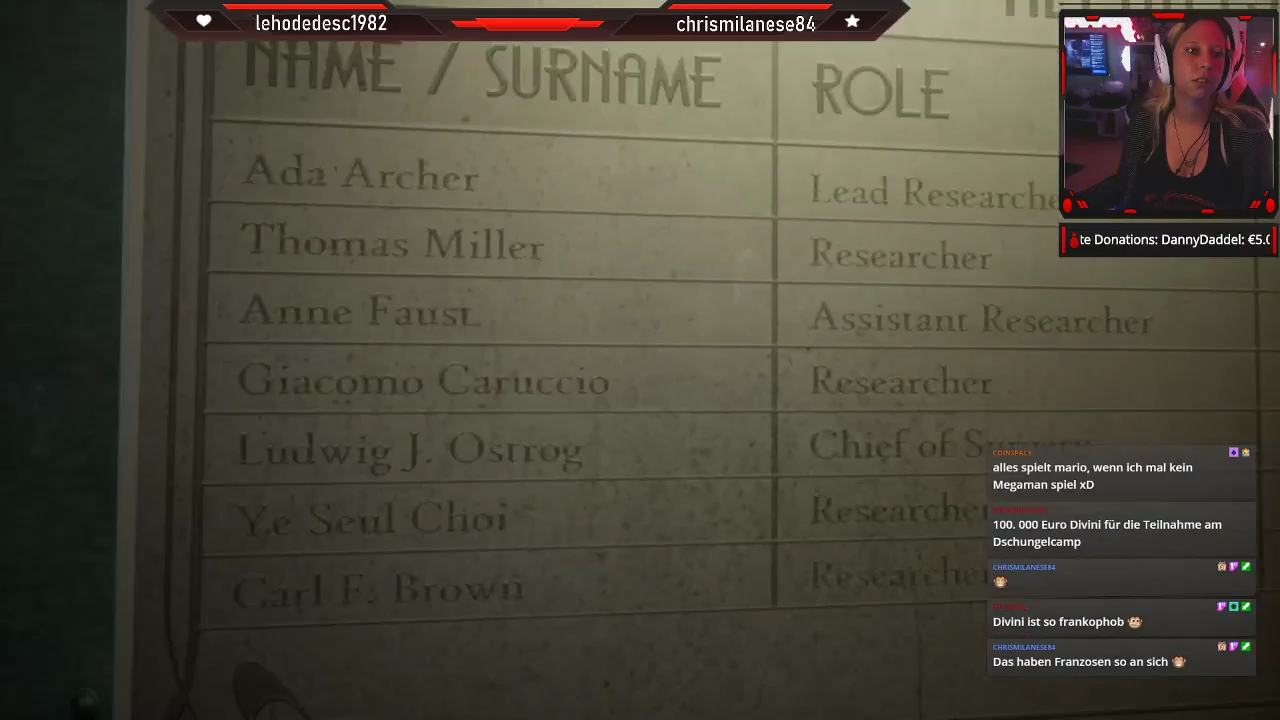 lehodedesc1982
chrismilanese84
NAME / SURNAME
ROLE
Ada Archer
Lead Researche
Thomas Miller
Researcher
Anne Faust
Assistant Researcher
Giacomo Caruccio
Researcher
Ludwig J. Ostrog
Chief of Surgery
Ye Seul Choi
Researche
Carl F. Brown
Researche
te Donations: DannyDaddel: €5.0
COINSPACY
alles spielt mario, wenn ich mal kein
Megaman spiel xD
100. 000 Euro Divini für die Teilnahme am
Dschungelcamp
CHRISMILANESE84
Divini ist so frankophob
CHRISMILANESE84
Das haben Franzosen so an sich